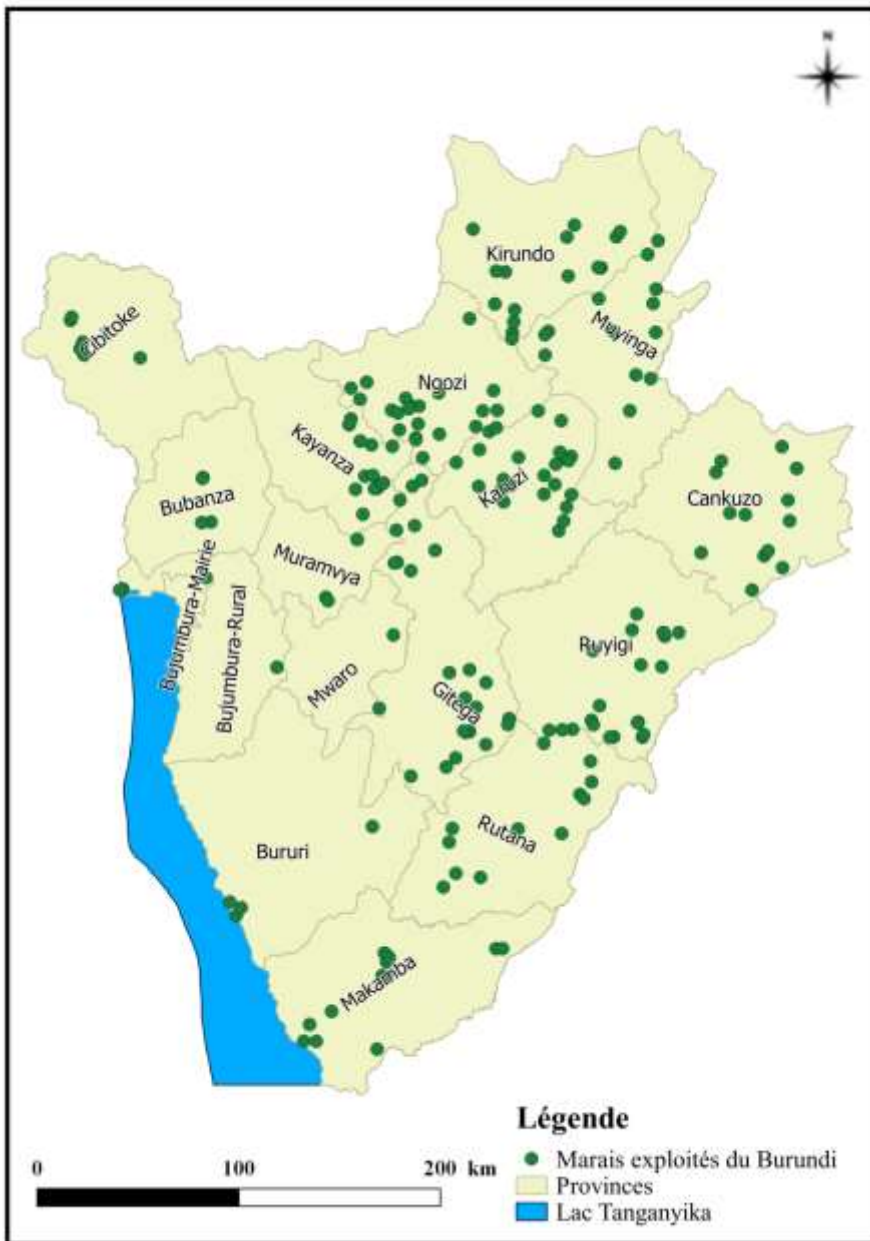 N
Kirundo
Cibitoke
Muyinga
Ngozi
Kayanza
Karuzi
Cankuzo
Bubanza
Muramvya
Bujumbura-Mairie
Bujumbura-Rural
Ruyigi
Mwaro
Gitega
Rutana
Bururi
Makamba
Légende
Marais exploités du Burundi
Provinces
Lac Tanganyika
0 100 200 km